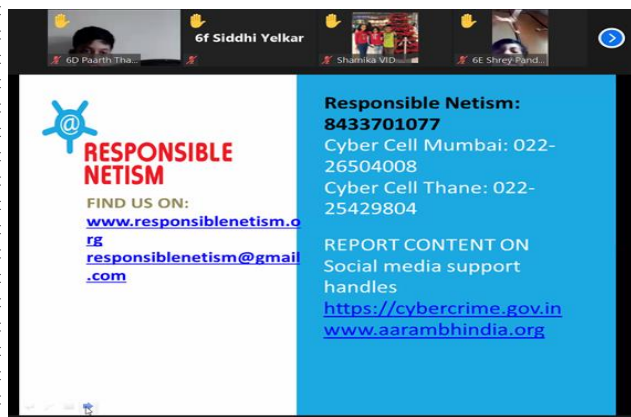 6D Paarth Tha...
6f Siddhi Yelkar
Shamika VID...
6E Shrey Pand...
@
RESPONSIBLE
NETISM
FIND US ON:
www.responsiblenetism.o
rg
responsiblenetism@gmail
.com
Responsible Netism:
8433701077
Cyber Cell Mumbai: 022-
26504008
Cyber Cell Thane: 022-
25429804
REPORT CONTENT ON
Social media support
handles
https://cybercrime.gov.in
www.aarambhindia.org